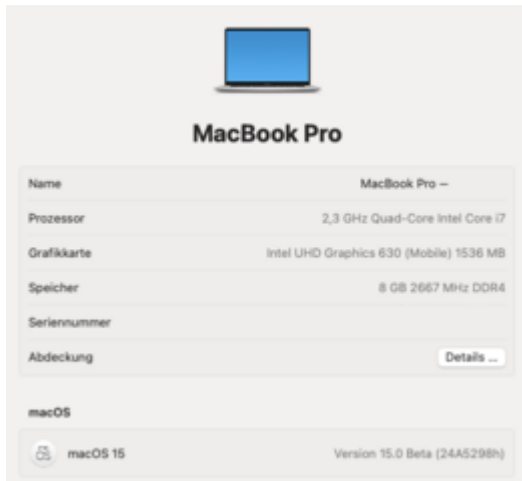 MacBook Pro
Name MacBook Pro –
Prozessor 2,3 GHz Quad-Core Intel Core i7
Grafikkarte Intel UHD Graphics 630 (Mobile) 1536 MB
Speicher 8 GB 2667 MHz DDR4
Seriennummer
Abdeckung Details ...
macOS
macOS 15 Version 15.0 Beta (24A5298h)